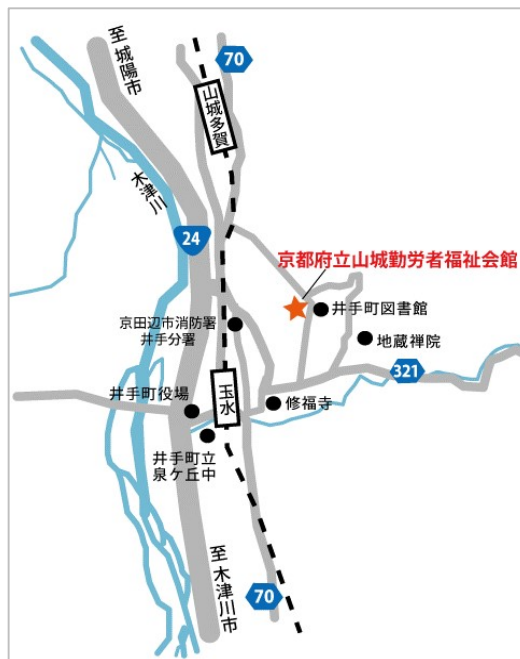 至 城陽市
70
山城多賀
木津川
24
京都府立山城勤労者福祉会館
井手町図書館
京田辺市消防署
井手分署
地蔵禅院
321
玉水
井手町役場
修福寺
井手町立
泉ケ丘中
至 木津川市
70